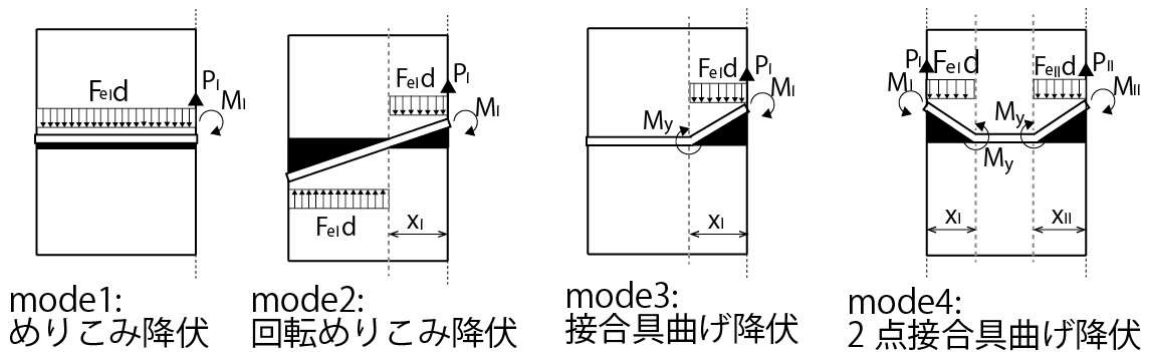 FeId
PI
MI
mode1:
めりこみ降伏
FeId
PI
MI
FeId
xI
mode2:
回転めりこみ降伏
FeId
PI
MI
My
xI
mode3:
接合具曲げ降伏
PI
FeId
MI
FeIId
PII
MII
My
My
xI
xII
mode4:
2点接合具曲げ降伏